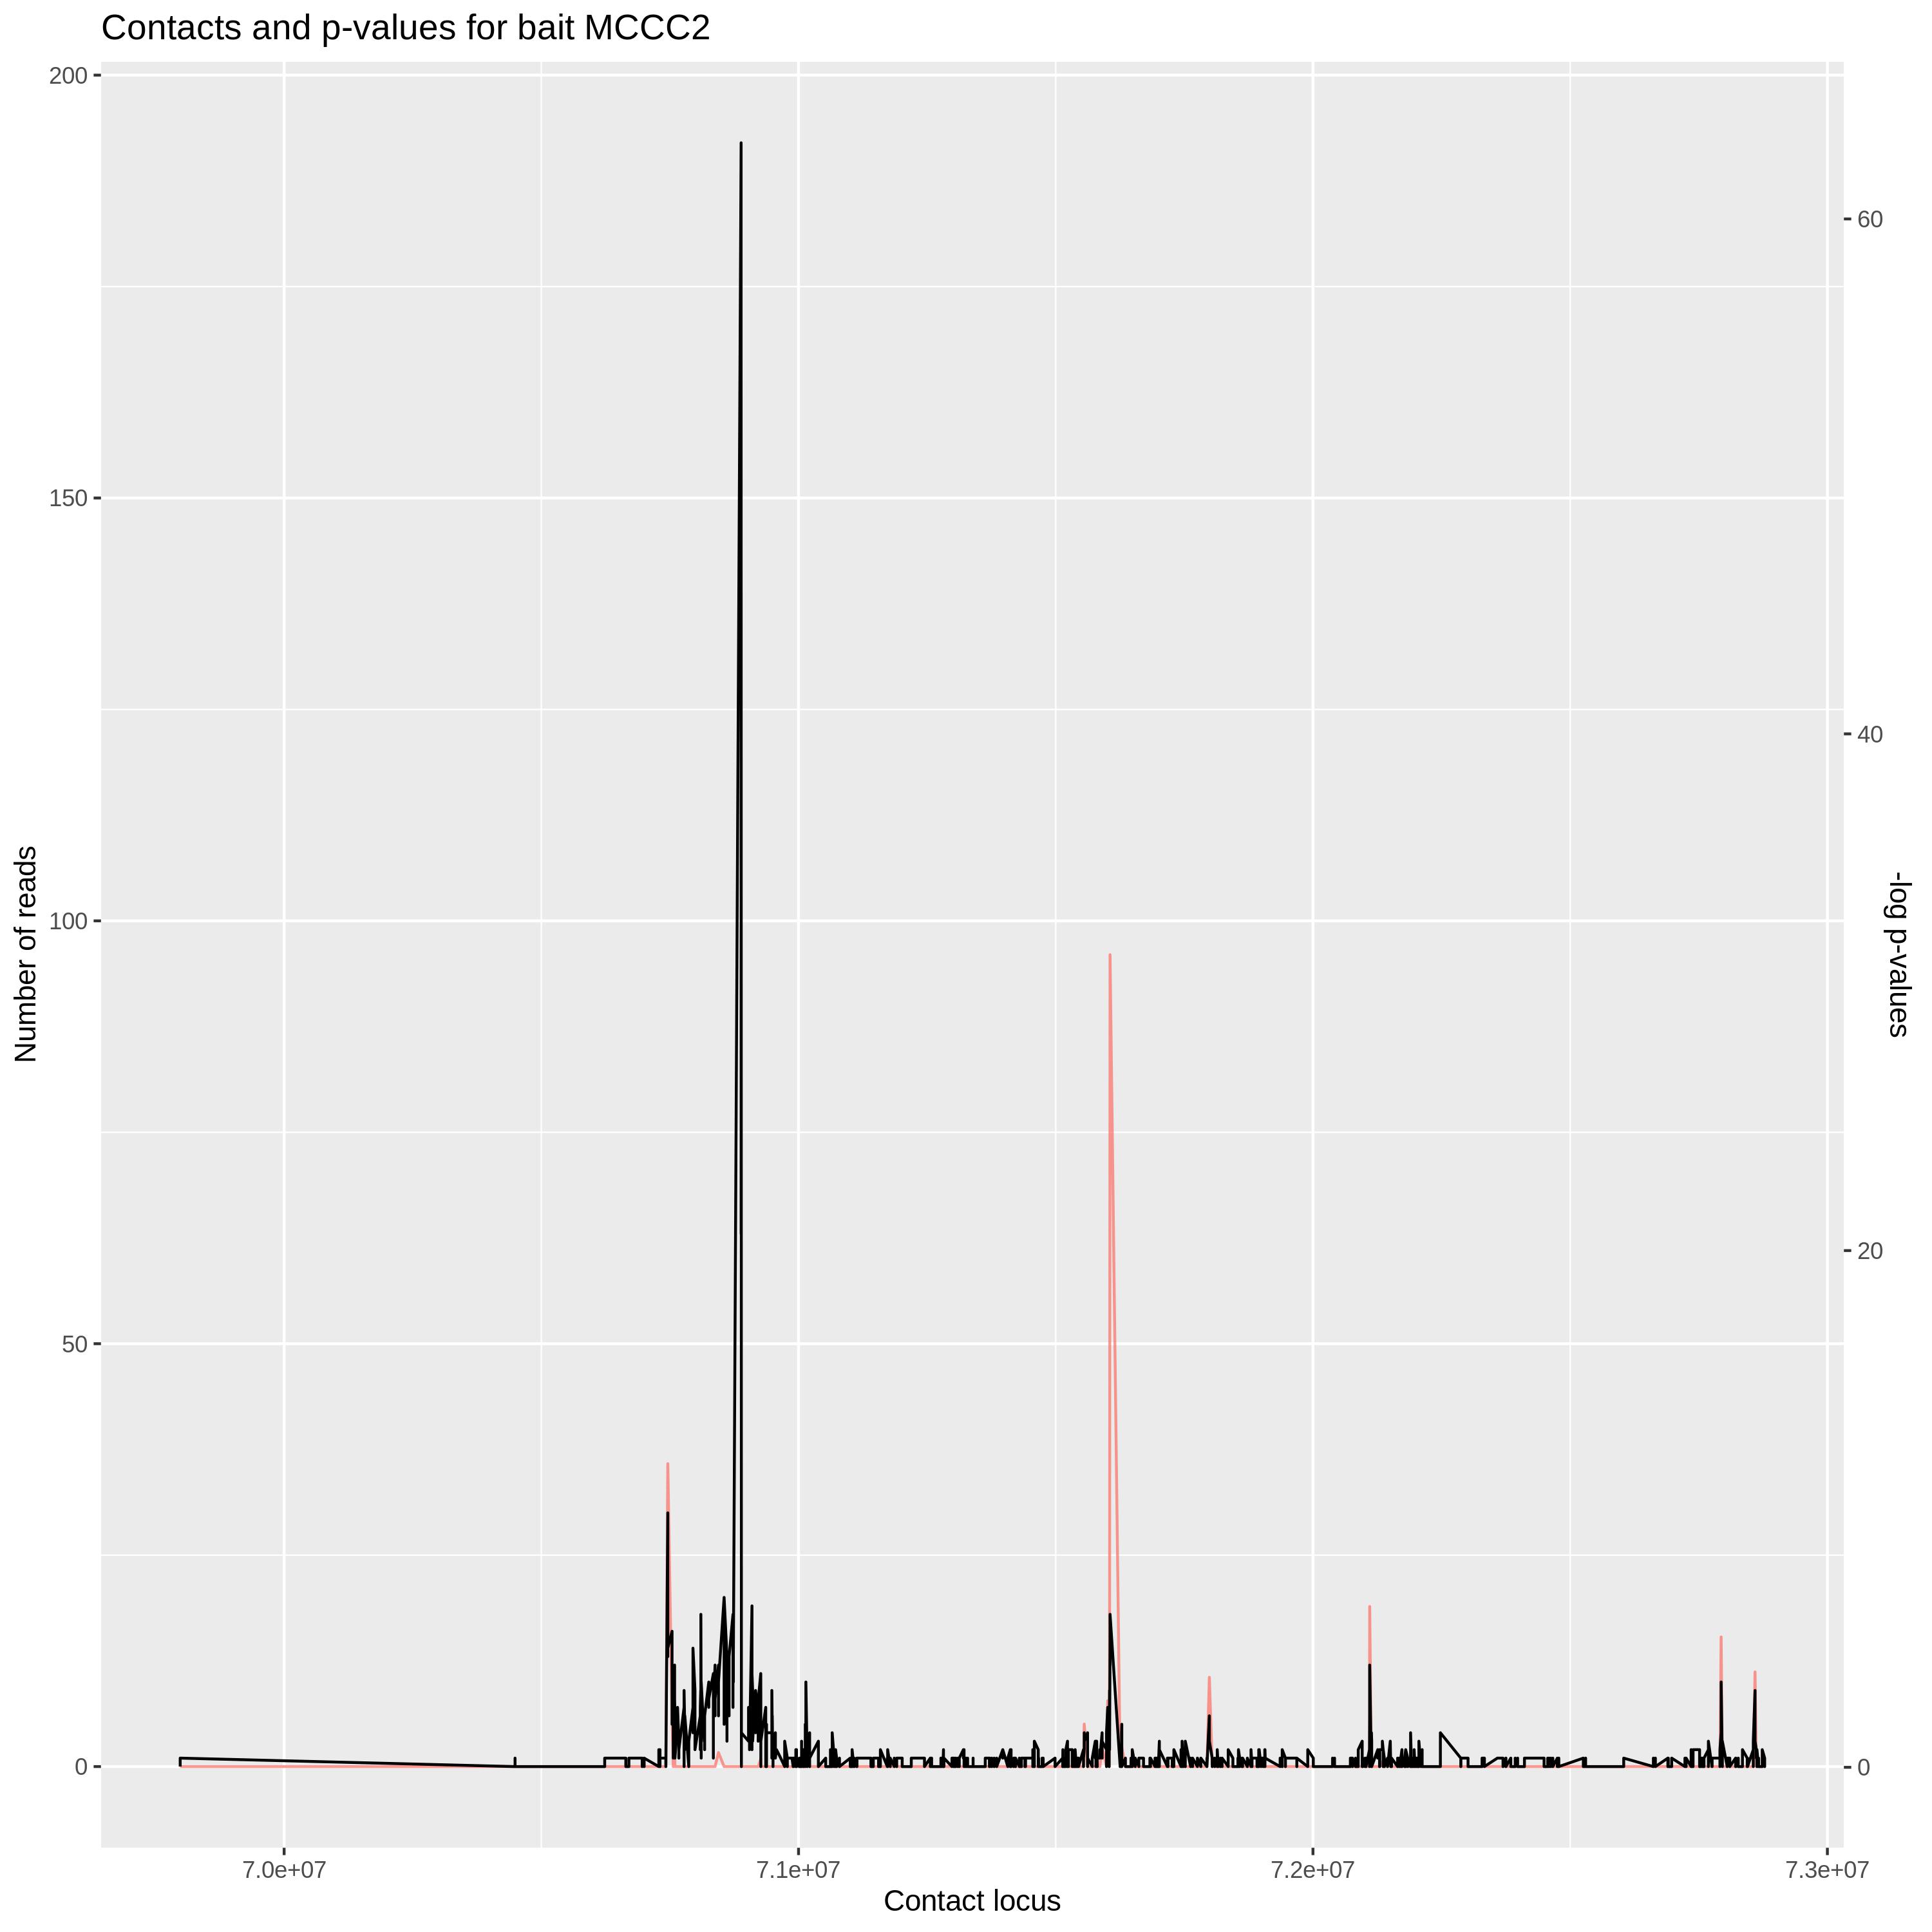 Contacts and p-values for bait MCCC2
200
150
100
50
0
Number of reads
60
40
20
0
-log p-values
7.0e+07
7.1e+07
7.2e+07
7.3e+07
Contact locus